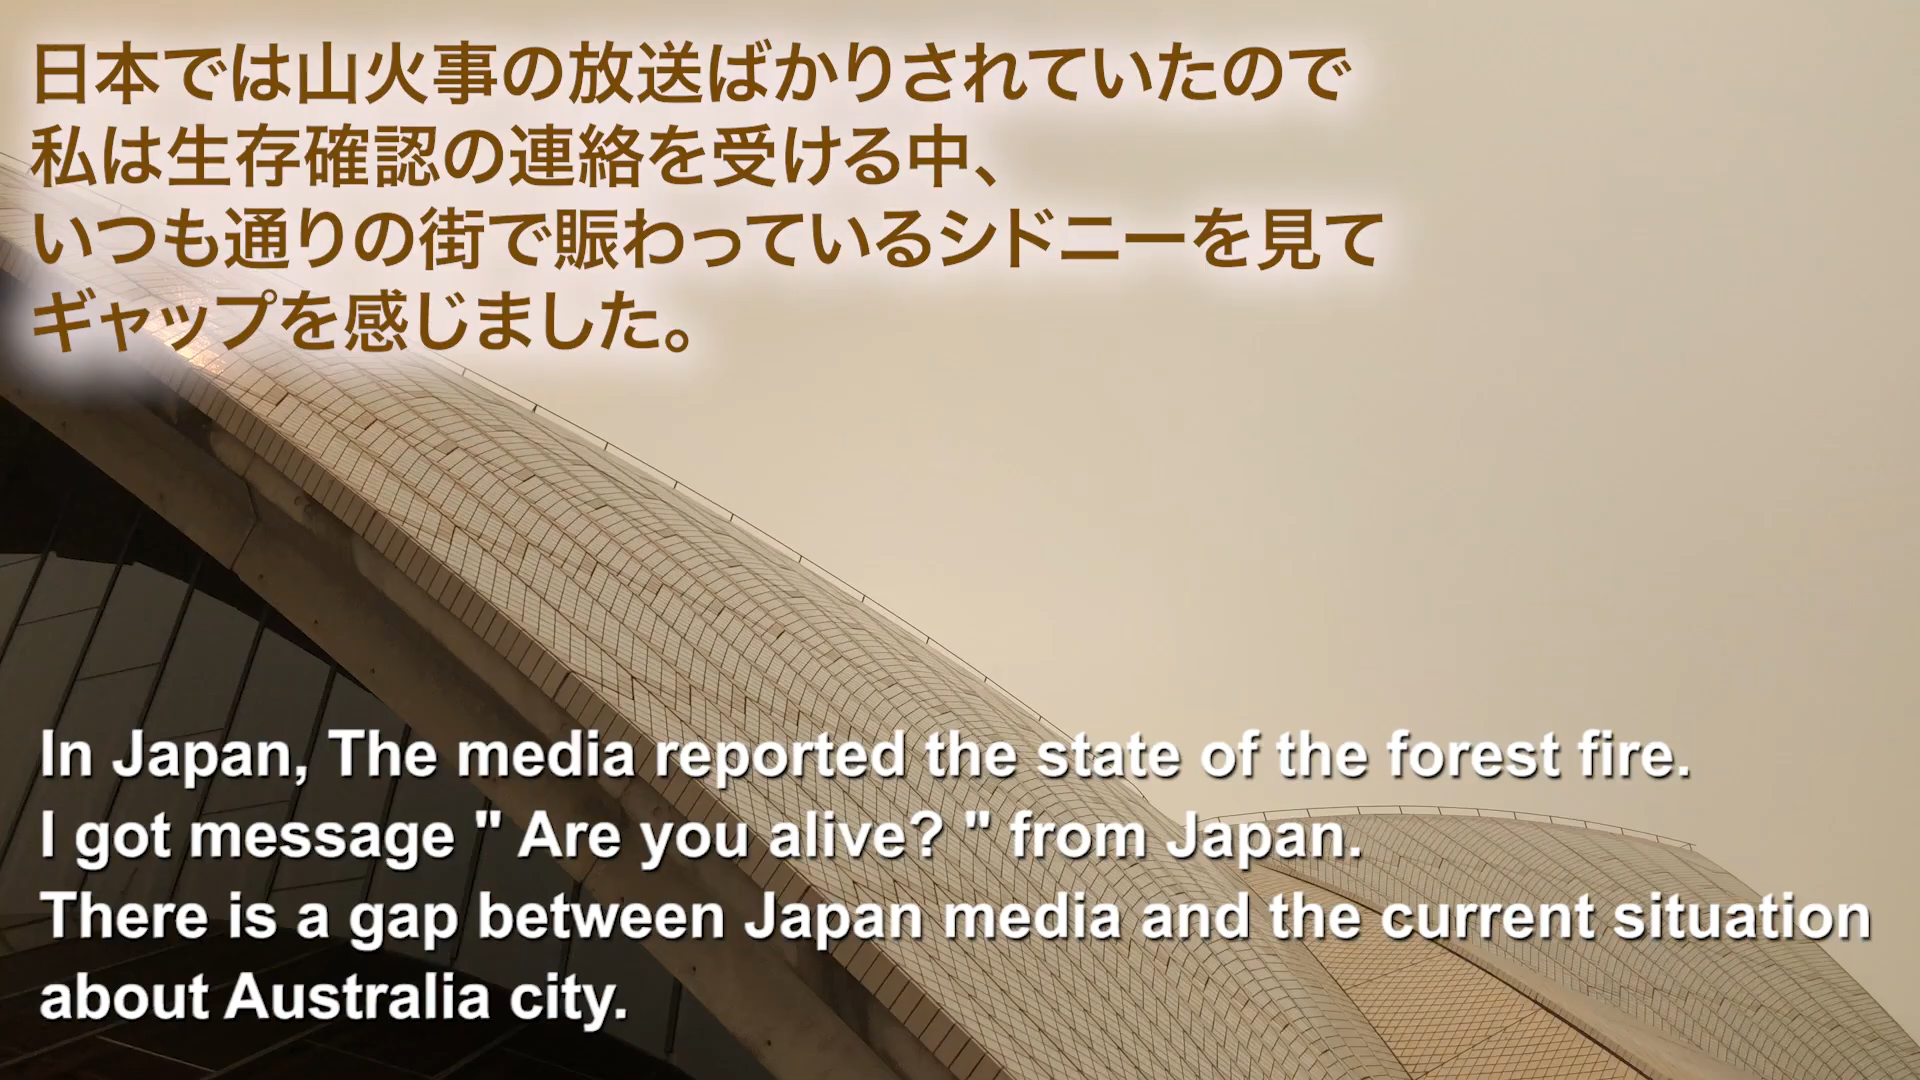 日本では山火事の放送ばかりされていたので
私は生存確認の連絡を受ける中、
いつも通りの街で賑わっているシドニーを見て
ギャップを感じました。
In Japan, The media reported the state of the forest fire.
I got message " Are you alive? " from Japan.
There is a gap between Japan media and the current situation
about Australia city.